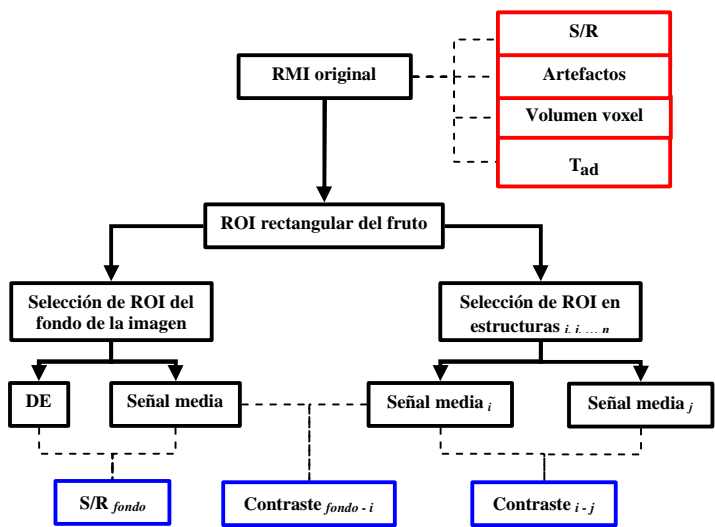 S/R
RMI original
Artefactos
Volumen voxel
Tad
ROI rectangular del fruto
Selección de ROI del
fondo de la imagen
Selección de ROI en
estructuras i, j, … n
DE
Señal media
Señal media i
Señal media j
S/R fondo
Contraste fondo - i
Contraste i - j